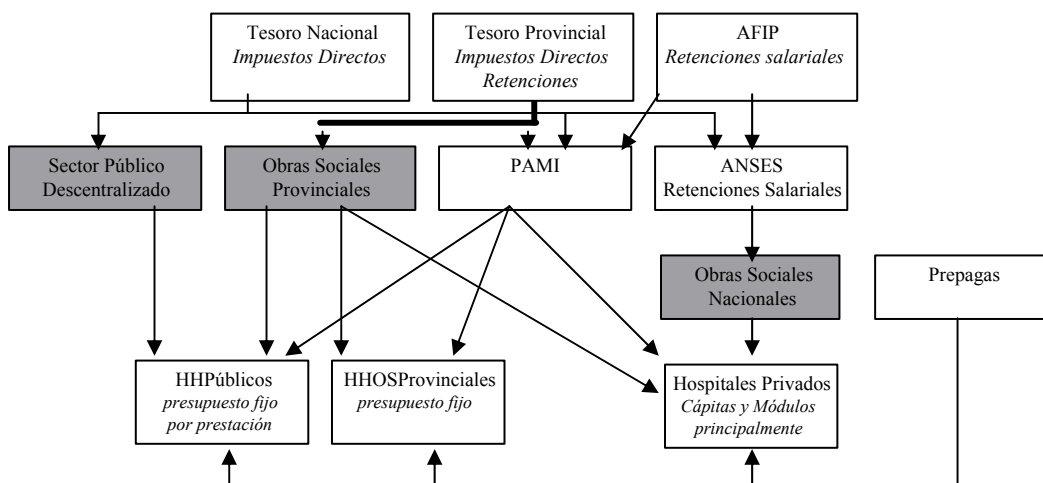 Tesoro Nacional
Impuestos Directos
Tesoro Provincial
Impuestos Directos
Retenciones
AFIP
Retenciones salariales
Sector Público
Descentralizado
Obras Sociales
Provinciales
PAMI
ANSES
Retenciones Salariales
Obras Sociales
Nacionales
Prepagas
HHPúblicos
presupuesto fijo
por prestación
HHOSProvinciales
presupuesto fijo
Hospitales Privados
Cápitas y Módulos
principalmente